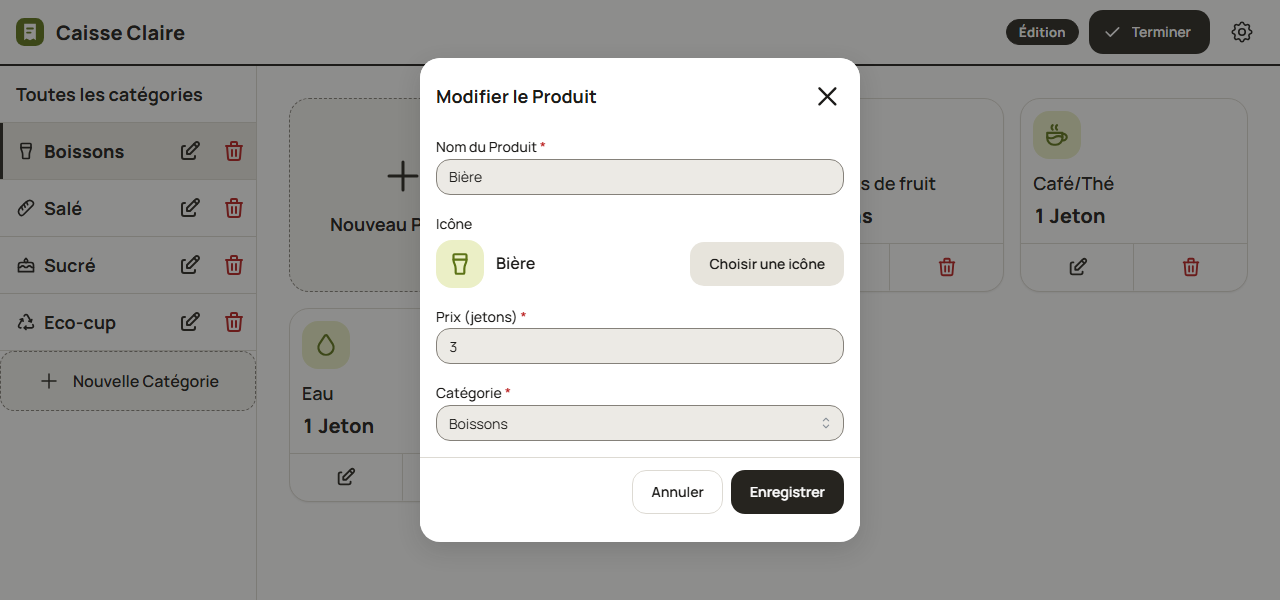 Caisse Claire
Édition
Terminer
Toutes les catégories
Boissons
Salé
Sucré
Eco-cup
Nouvelle Catégorie
Nouveau P
s de fruit
s
Café/Thé
1 Jeton
Eau
1 Jeton
Modifier le Produit
Nom du Produit *
Bière
Icône
Bière
Choisir une icône
Prix (jetons) *
3
Catégorie *
Boissons
Annuler
Enregistrer